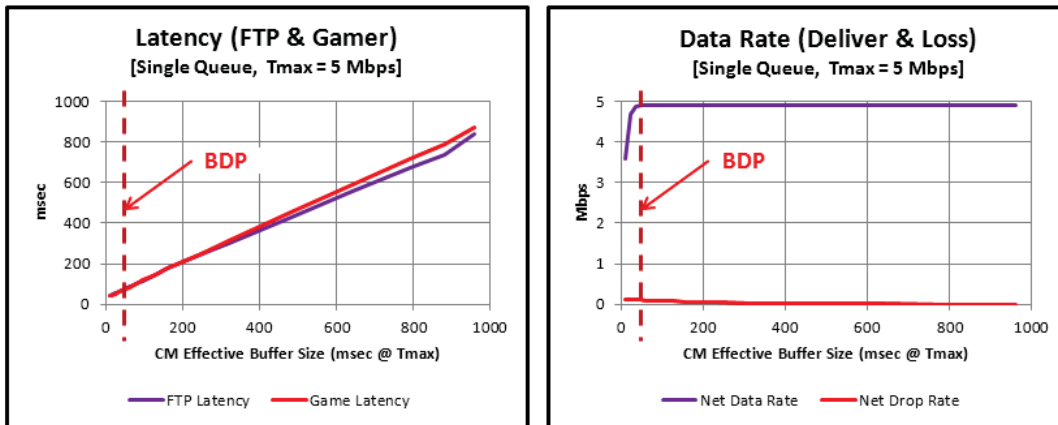 Latency (FTP & Gamer)
[Single Queue, Tmax = 5 Mbps]
1000
800
600
400
200
0
msec
BDP
0 200 400 600 800 1000
CM Effective Buffer Size (msec @ Tmax)
FTP Latency Game Latency
Data Rate (Deliver & Loss)
[Single Queue, Tmax = 5 Mbps]
5
4
3
2
1
0
Mbps
BDP
0 200 400 600 800 1000
CM Effective Buffer Size (msec @ Tmax)
Net Data Rate Net Drop Rate